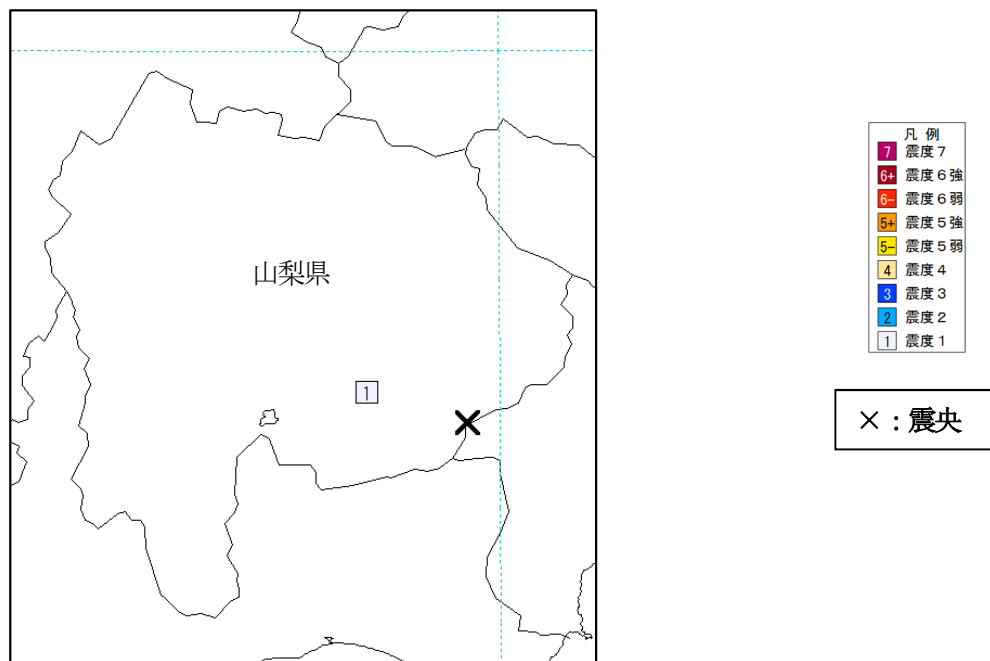 山梨県
1
凡 例
7 震度７
6+ 震度６強
6- 震度６弱
5+ 震度５強
5- 震度５弱
4 震度４
3 震度３
2 震度２
1 震度１
×：震央